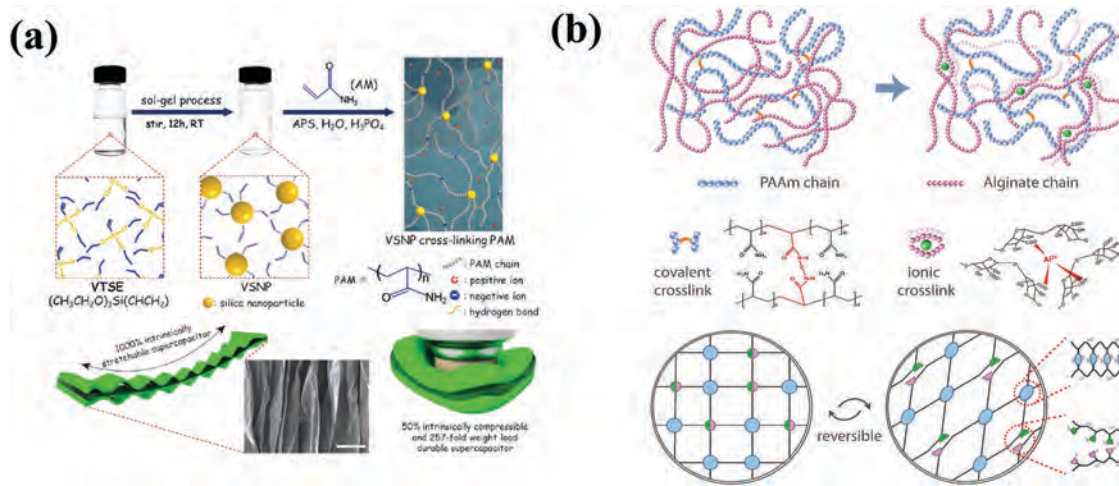 (a)
sol-gel process
stir, 12h, RT
O
NH₂
(AM)
APS, H₂O, H₃PO₄
VTSE
(CH₃CH₂O)₃Si(CHCH₂)
VSNP
: silica nanoparticle
VSNP cross-linking PAM
PAM =
n
O
NH₂
: PAM chain
: positive ion
: negative ion
: hydrogen bond
1000% intrinsically
stretchable supercapacitor
50% intrinsically compressible
and 257-fold weight load
durable supercapacitor
(b)
PAAm chain
Alginate chain
covalent
crosslink
ionic
crosslink
reversible